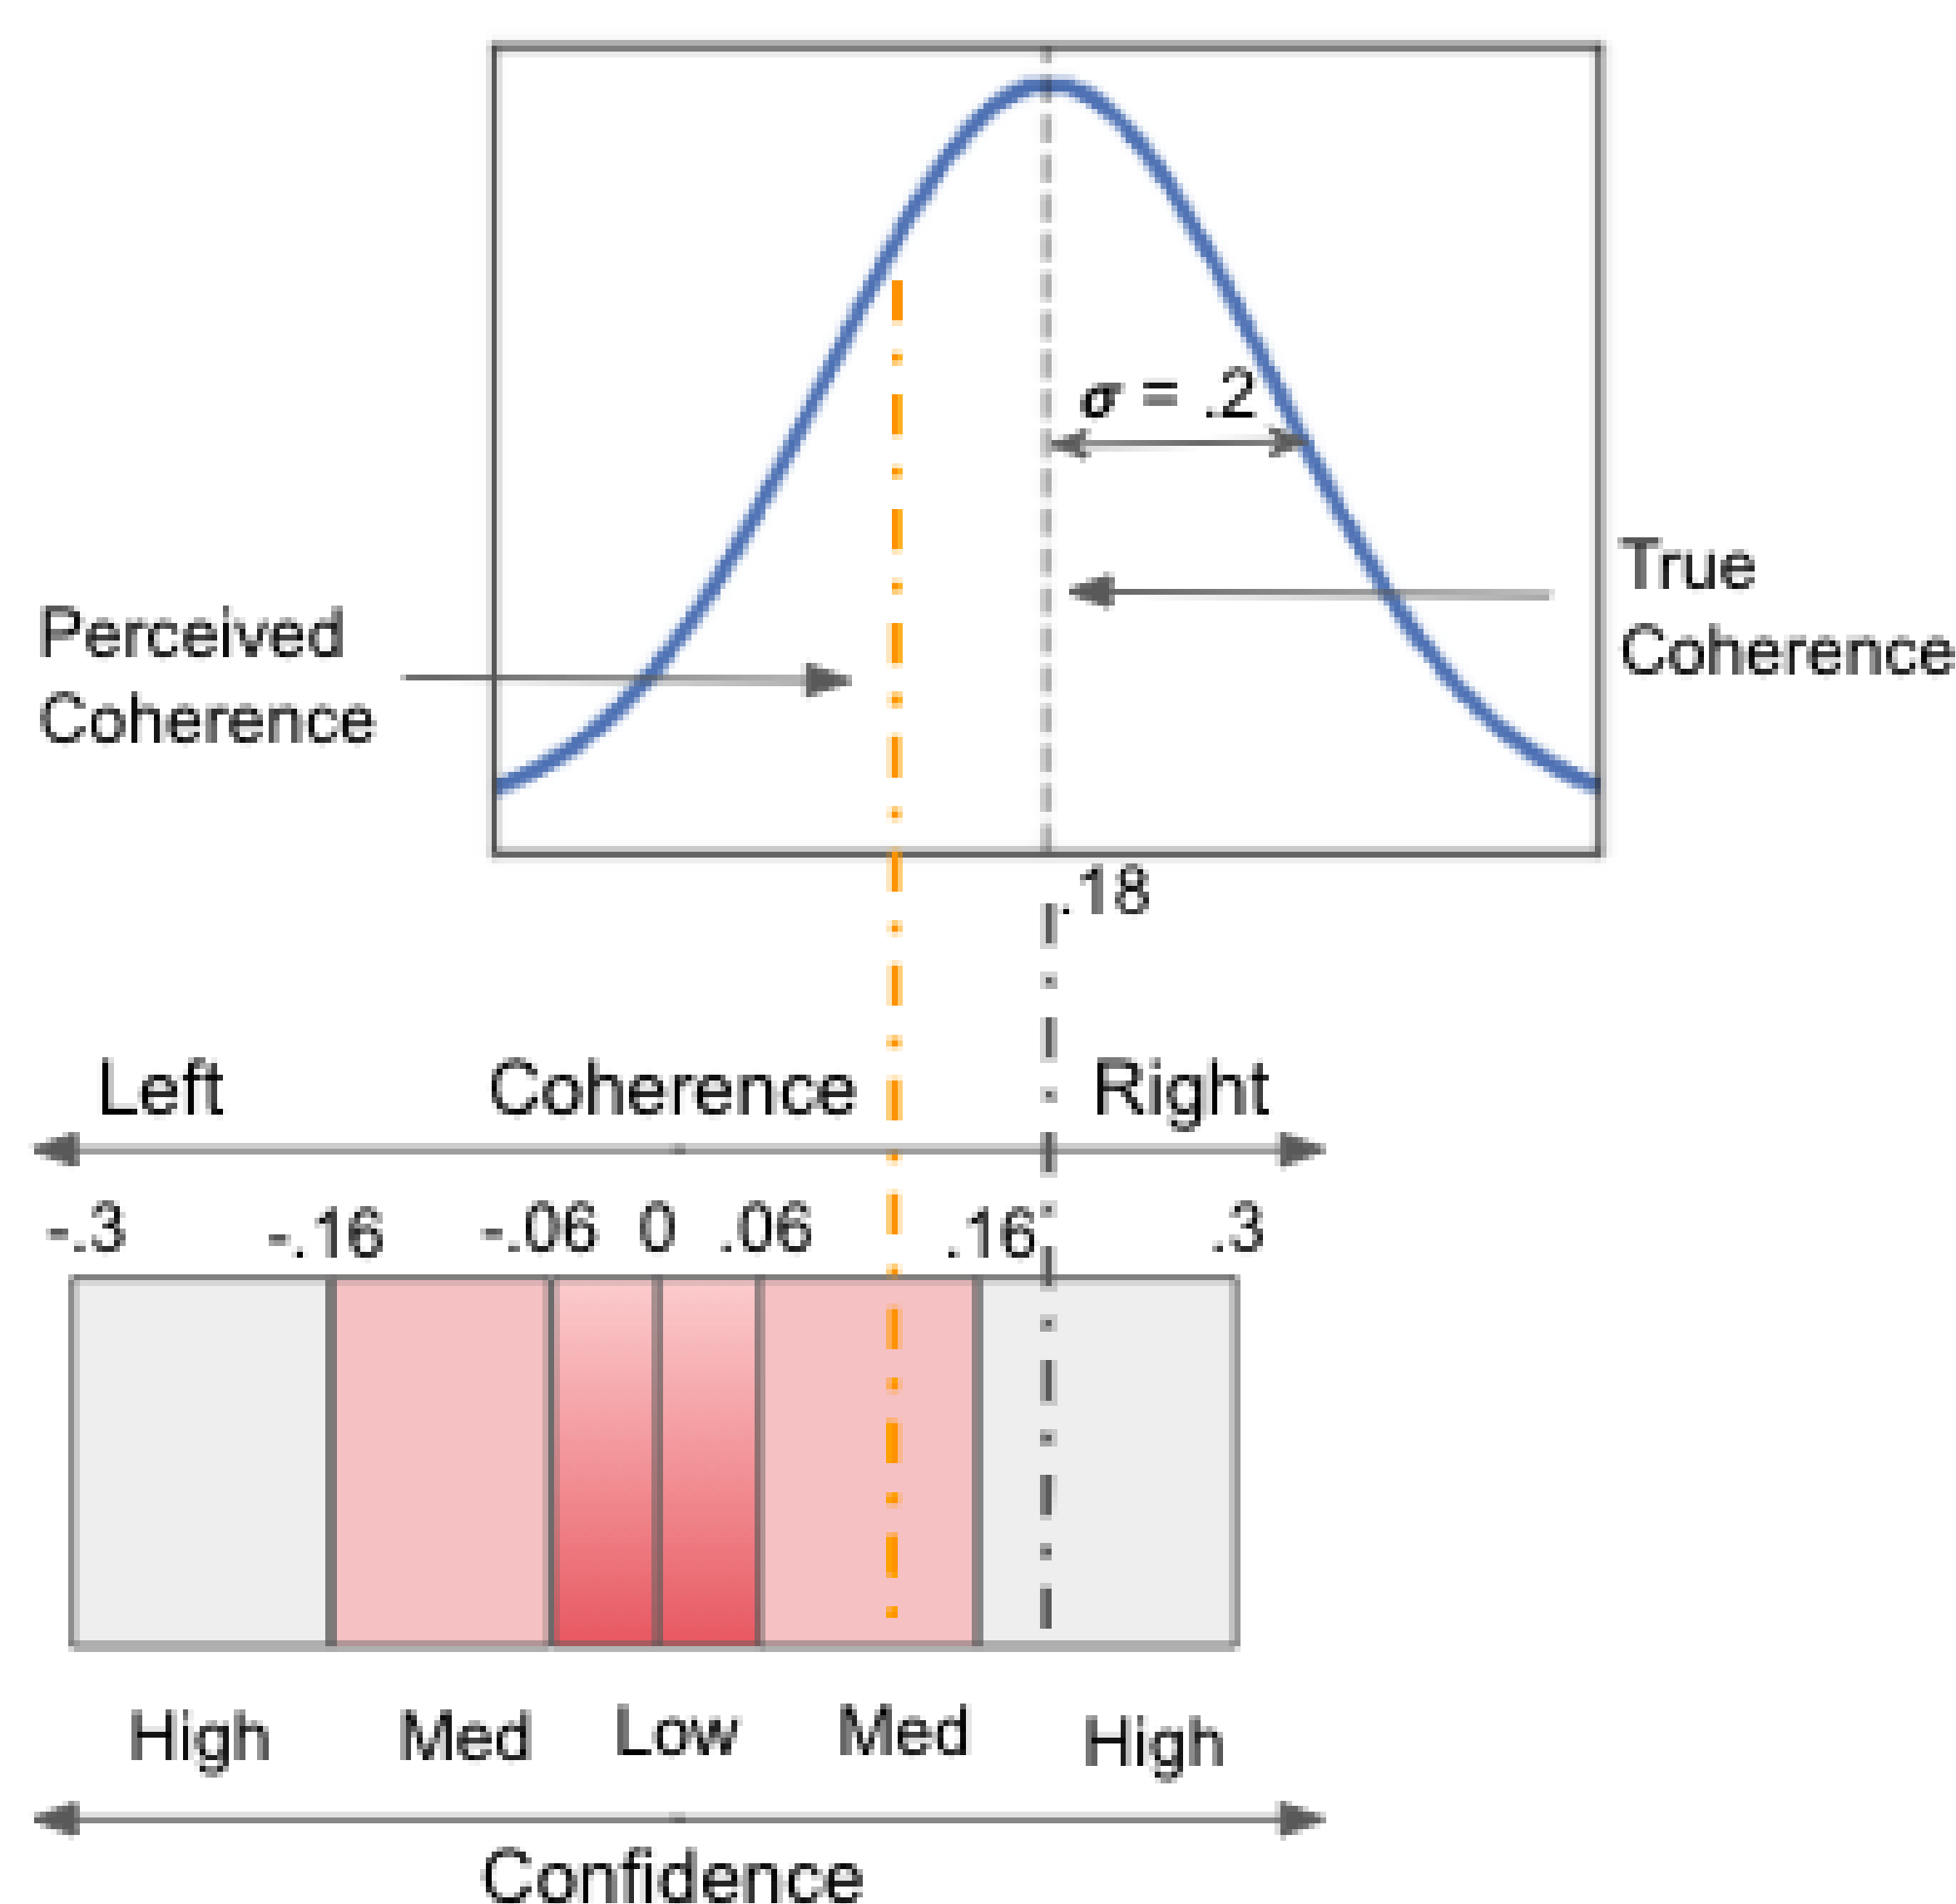 σ = .2
True
Coherence
Perceived
Coherence
.18
Left Coherence Right
-.3 -.16 -.06 0 .06 .16 .3
High Med Low Med High
Confidence